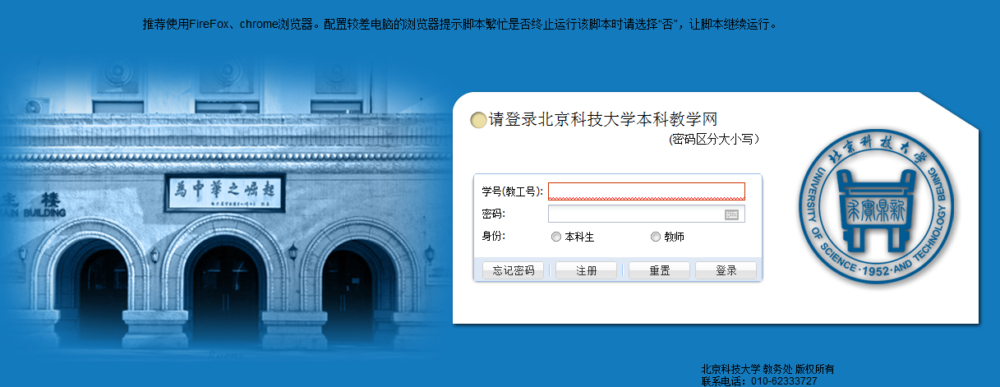 推荐使用FireFox、chrome浏览器。配置较差电脑的浏览器提示脚本繁忙是否终止运行该脚本时请选择“否”，让脚本继续运行。
主 楼
MAIN BUILDING
為中華之崛起
请登录北京科技大学本科教学网
(密码区分大小写）
学号(教工号):
密码:
身份:
本科生
教师
忘记密码
注册
重置
登录
北京科技大学
UNIVERSITY OF SCIENCE AND TECHNOLOGY BEIJING
·1952·
求實鼎新
北京科技大学 教务处 版权所有
联系电话：010-62333727